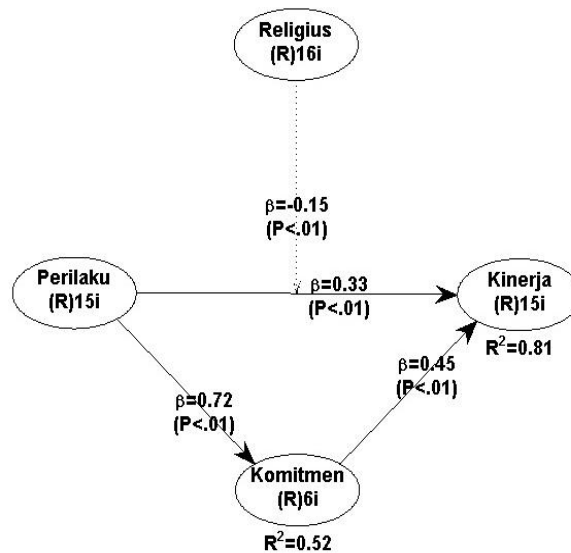 Religius
(R)16i
β=-0.15
(P<.01)
Perilaku
(R)15i
β=0.33
(P<.01)
Kinerja
(R)15i
R²=0.81
β=0.72
(P<.01)
β=0.45
(P<.01)
Komitmen
(R)6i
R²=0.52